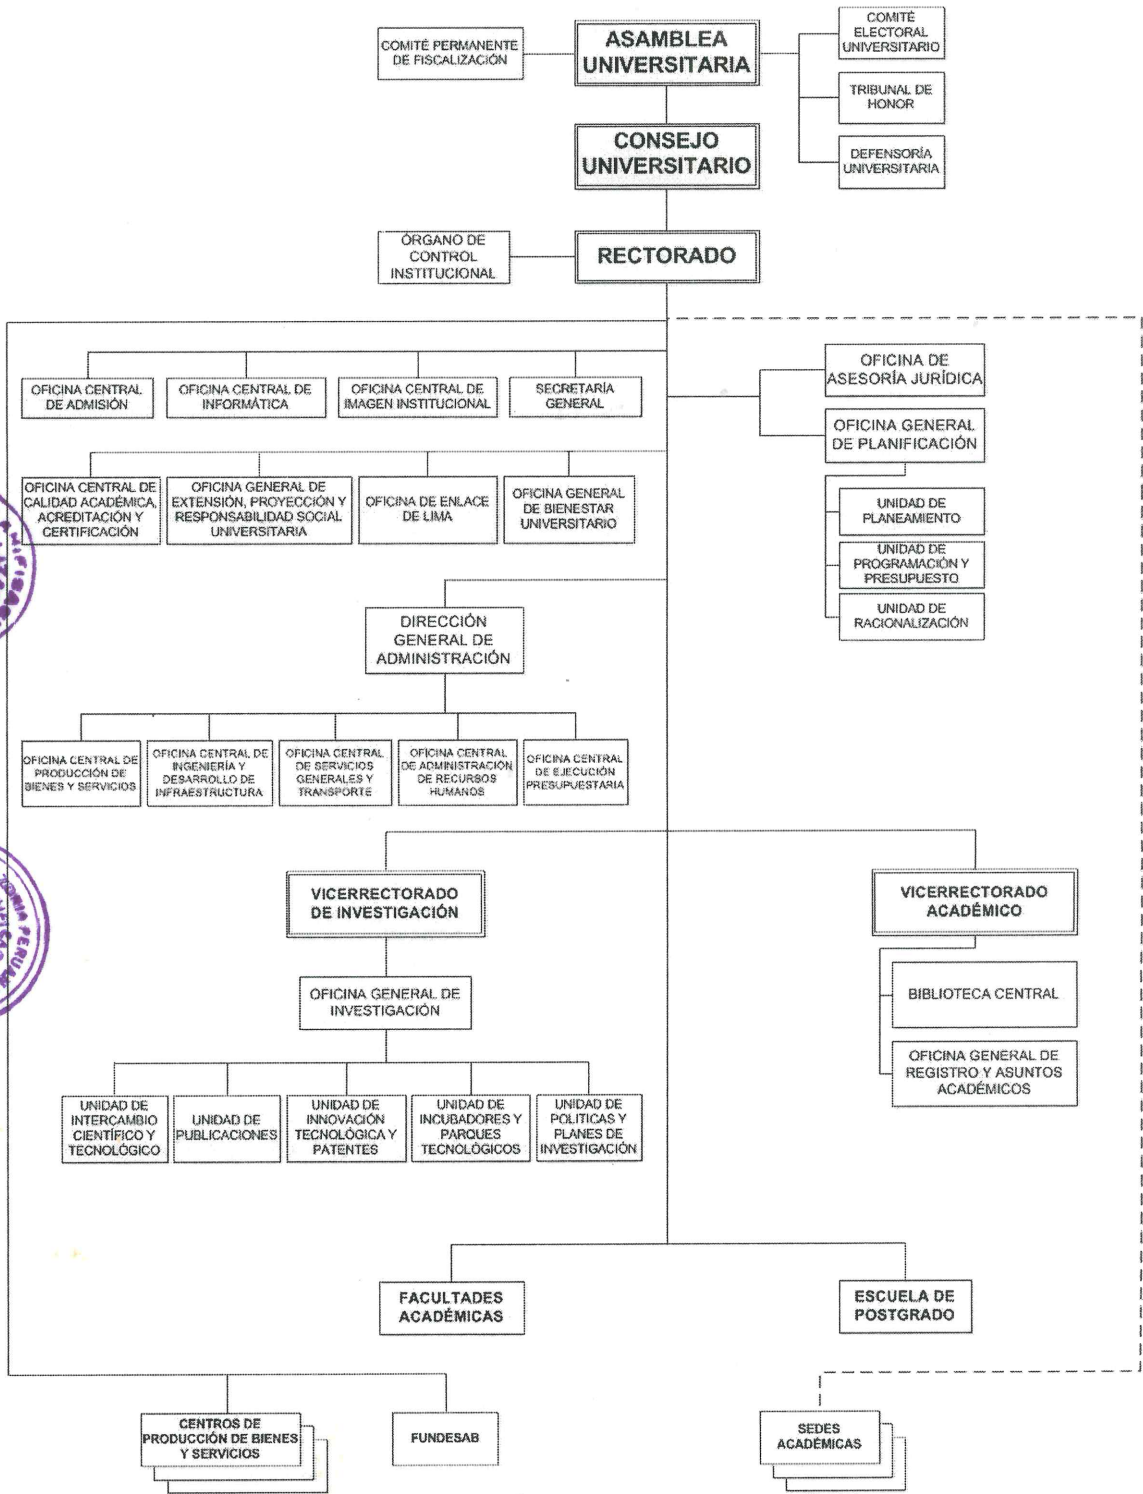 COMITÉ PERMANENTE
DE FISCALIZACIÓN
ASAMBLEA
UNIVERSITARIA
COMITÉ
ELECTORAL
UNIVERSITARIO
TRIBUNAL DE
HONOR
DEFENSORÍA
UNIVERSITARIA
CONSEJO
UNIVERSITARIO
ÓRGANO DE
CONTROL
INSTITUCIONAL
RECTORADO
OFICINA CENTRAL
DE ADMISIÓN
OFICINA CENTRAL DE
INFORMÁTICA
OFICINA CENTRAL DE
IMAGEN INSTITUCIONAL
SECRETARÍA
GENERAL
OFICINA DE
ASESORÍA JURÍDICA
OFICINA GENERAL
DE PLANIFICACIÓN
UNIDAD DE
PLANEAMIENTO
UNIDAD DE
PROGRAMACIÓN Y
PRESUPUESTO
UNIDAD DE
RACIONALIZACIÓN
OFICINA CENTRAL DE
CALIDAD ACADÉMICA,
ACREDITACIÓN Y
CERTIFICACIÓN
OFICINA GENERAL DE
EXTENSIÓN, PROYECCIÓN Y
RESPONSABILIDAD SOCIAL
UNIVERSITARIA
OFICINA DE ENLACE
DE LIMA
OFICINA GENERAL
DE BIENESTAR
UNIVERSITARIO
DIRECCIÓN
GENERAL DE
ADMINISTRACIÓN
OFICINA CENTRAL DE
PRODUCCIÓN DE
BIENES Y SERVICIOS
OFICINA CENTRAL DE
INGENIERÍA Y
DESARROLLO DE
INFRAESTRUCTURA
OFICINA CENTRAL
DE SERVICIOS
GENERALES Y
TRANSPORTE
OFICINA CENTRAL
DE ADMINISTRACIÓN
DE RECURSOS
HUMANOS
OFICINA CENTRAL
DE EJECUCIÓN
PRESUPUESTARIA
VICERRECTORADO
DE INVESTIGACIÓN
VICERRECTORADO
ACADÉMICO
OFICINA GENERAL DE
INVESTIGACIÓN
BIBLIOTECA CENTRAL
OFICINA GENERAL DE
REGISTRO Y ASUNTOS
ACADÉMICOS
UNIDAD DE
INTERCAMBIO
CIENTÍFICO Y
TECNOLÓGICO
UNIDAD DE
PUBLICACIONES
UNIDAD DE
INNOVACIÓN
TECNOLÓGICA Y
PATENTES
UNIDAD DE
INCUBADORES Y
PARQUES
TECNOLÓGICOS
UNIDAD DE
POLÍTICAS Y
PLANES DE
INVESTIGACIÓN
FACULTADES
ACADÉMICAS
ESCUELA DE
POSTGRADO
CENTROS DE
PRODUCCIÓN DE BIENES
Y SERVICIOS
FUNDESAB
SEDES
ACADÉMICAS